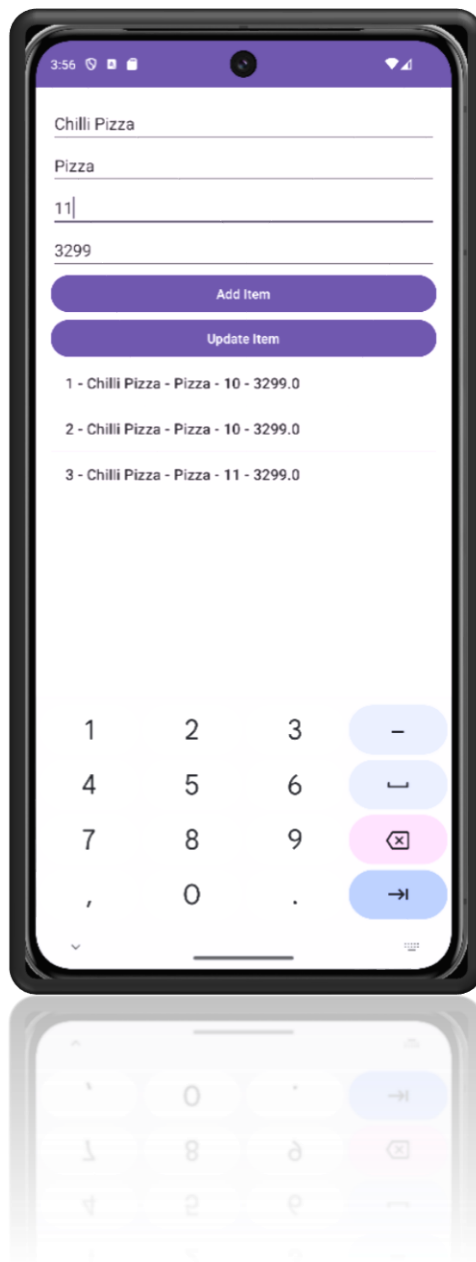 3:56
Chilli Pizza
Pizza
11
3299
Add Item
Update Item
1 - Chilli Pizza - Pizza - 10 - 3299.0
2 - Chilli Pizza - Pizza - 10 - 3299.0
3 - Chilli Pizza - Pizza - 11 - 3299.0
1 2 3 –
4 5 6
7 8 9
, 0 .